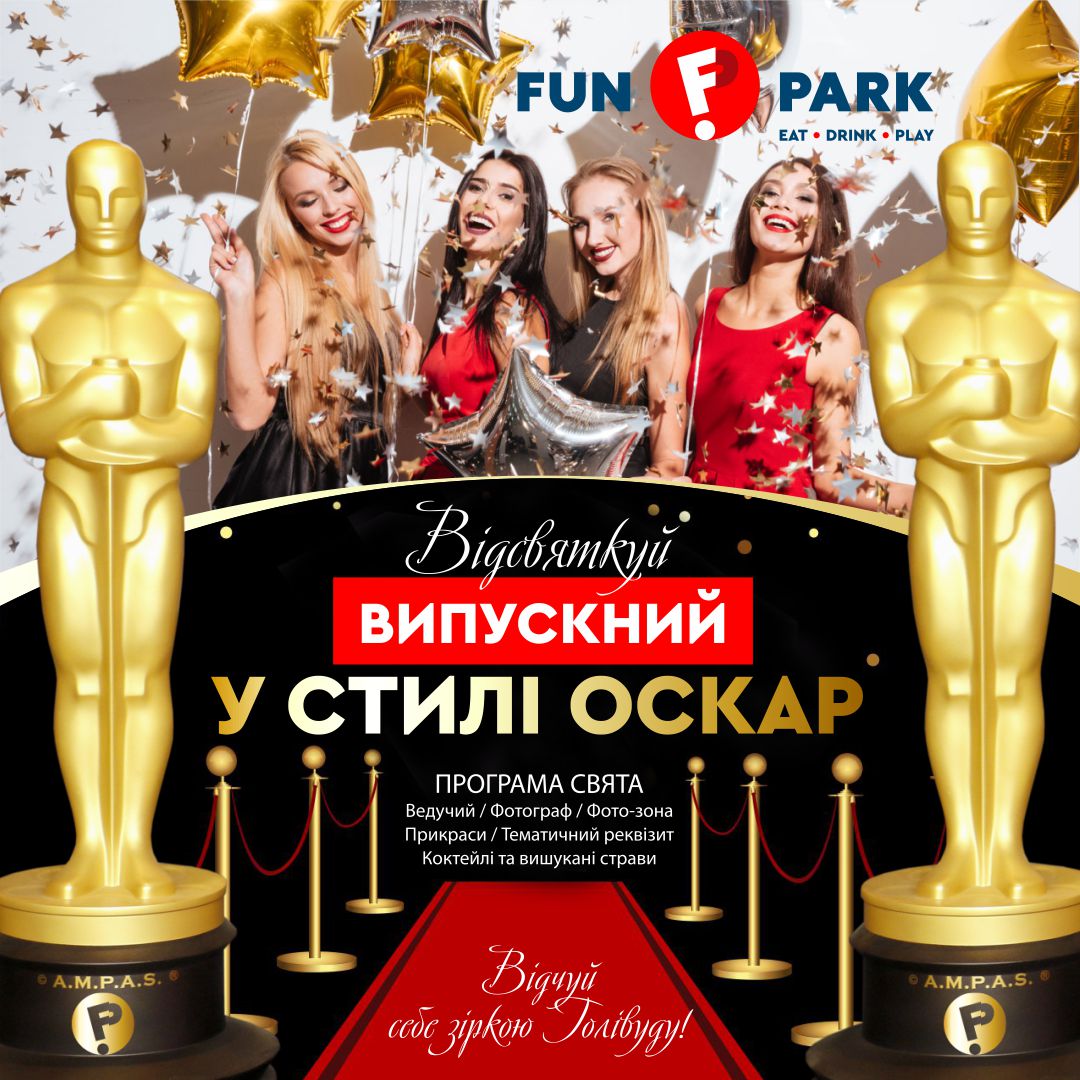 FUN PARK
EAT • DRINK • PLAY
Відсвяткуй
ВИПУСКНИЙ
У СТИЛІ ОСКАР
ПРОГРАМА СВЯТА
Ведучий / Фотограф / Фото-зона
Прикраси / Тематичний реквізит
Коктейлі та вишукані страви
Відчуй
себе зіркою Голівуду!
© A.M.P.A.S. ®
© A.M.P.A.S. ®